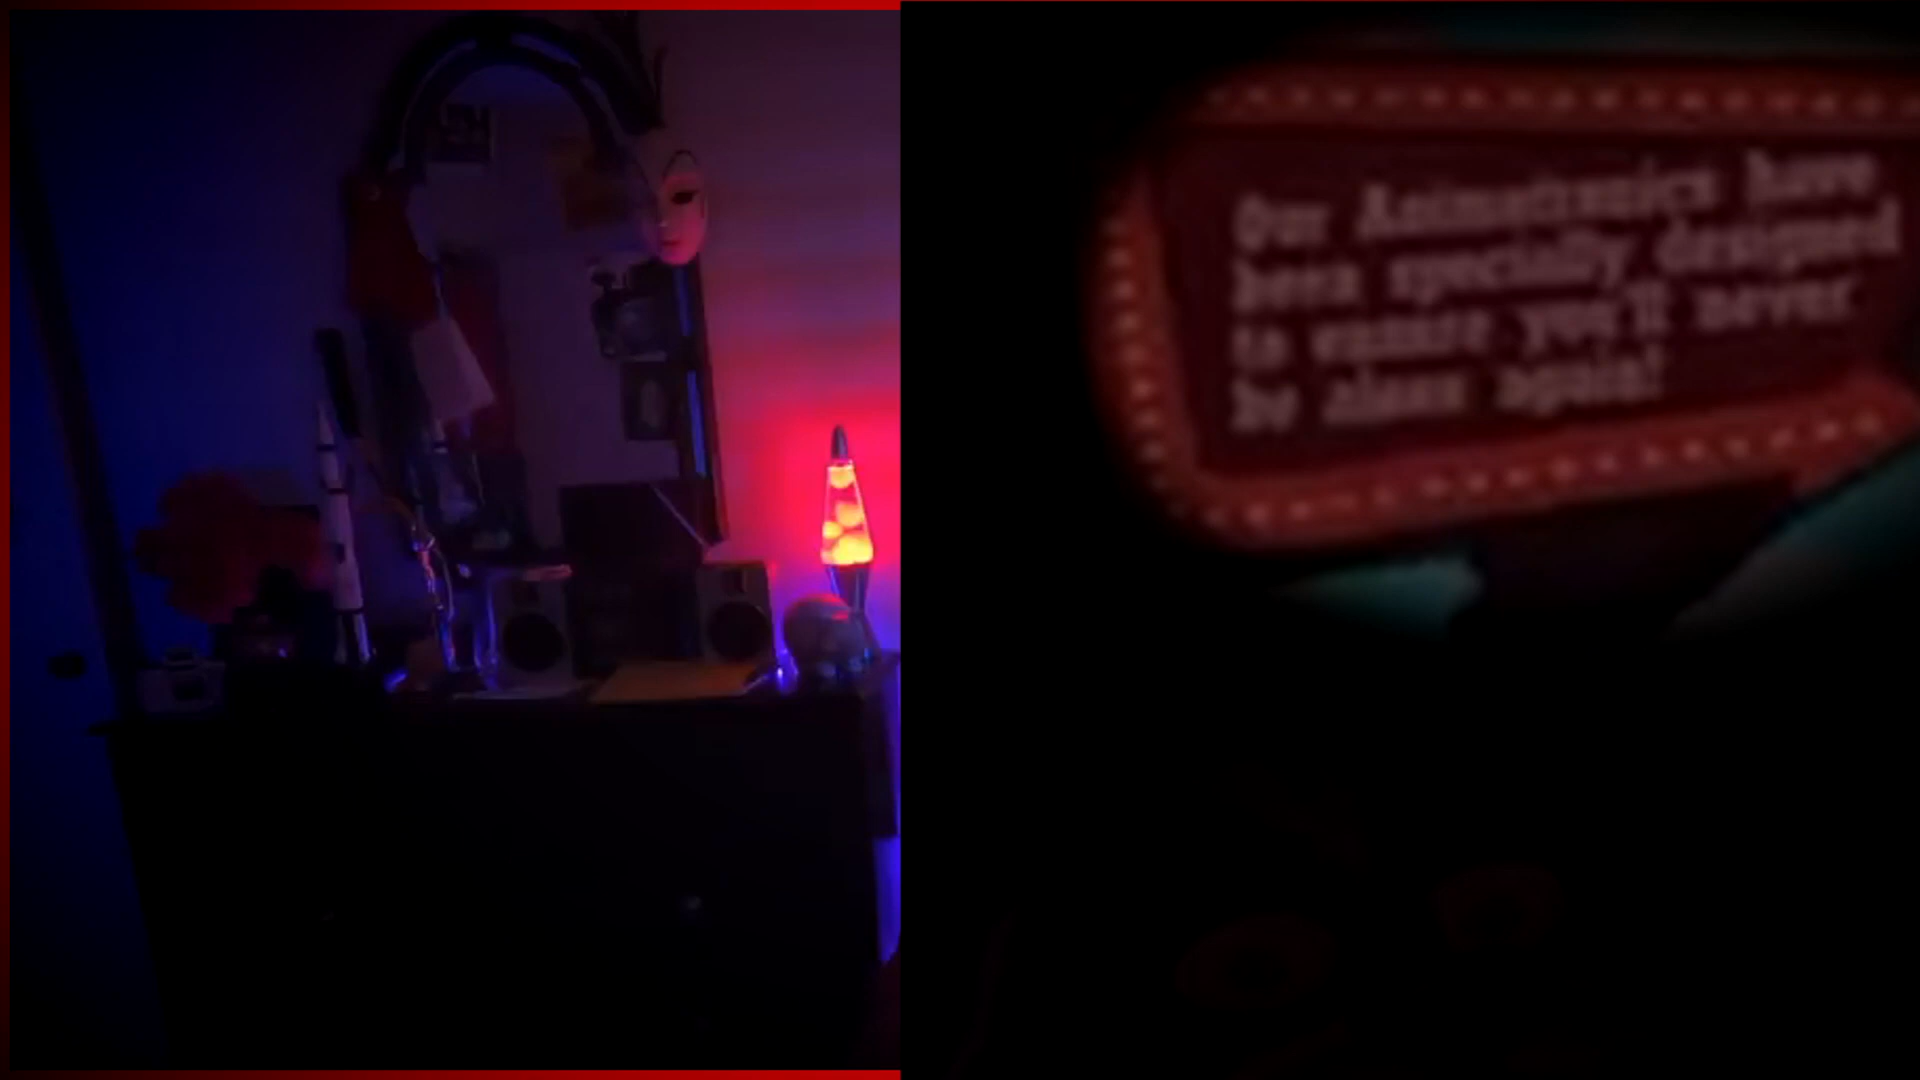 Our Animatronics have
been specially designed
to ensure you'll never
be alone again!